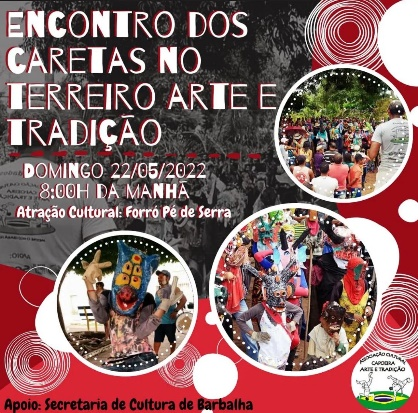 ENCONTRO DOS
CARETAS NO
TERREIRO ARTE E
TRADIÇÃO
DOMINGO 22/05/2022
8:00H DA MANHÃ
Atração Cultural: Forró Pé de Serra
ASSOCIAÇÃO CULTURAL
CAPOEIRA
ARTE E TRADIÇÃO
Apoio: Secretaria de Cultura de Barbalha